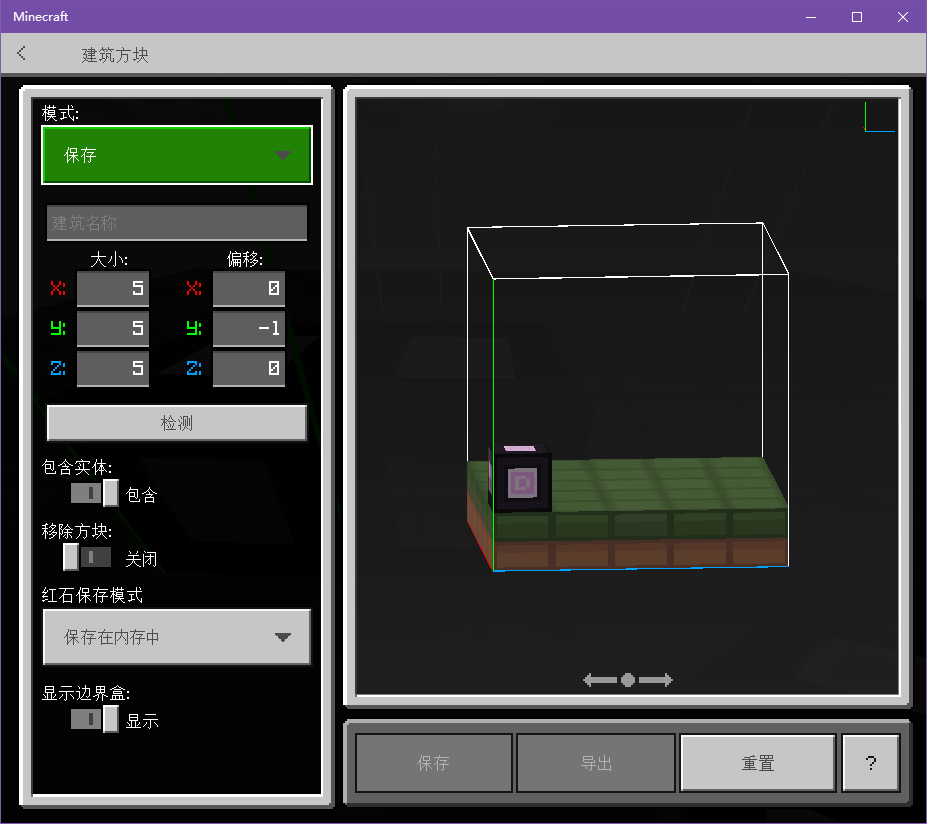 Minecraft
建筑方块
模式:
保存
建筑名称
大小: 偏移:
X: 5 X: 0
Y: 5 Y: -1
Z: 5 Z: 0
检测
包含实体:
包含
移除方块:
关闭
红石保存模式
保存在内存中
显示边界盒:
显示
保存 导出 重置 ?